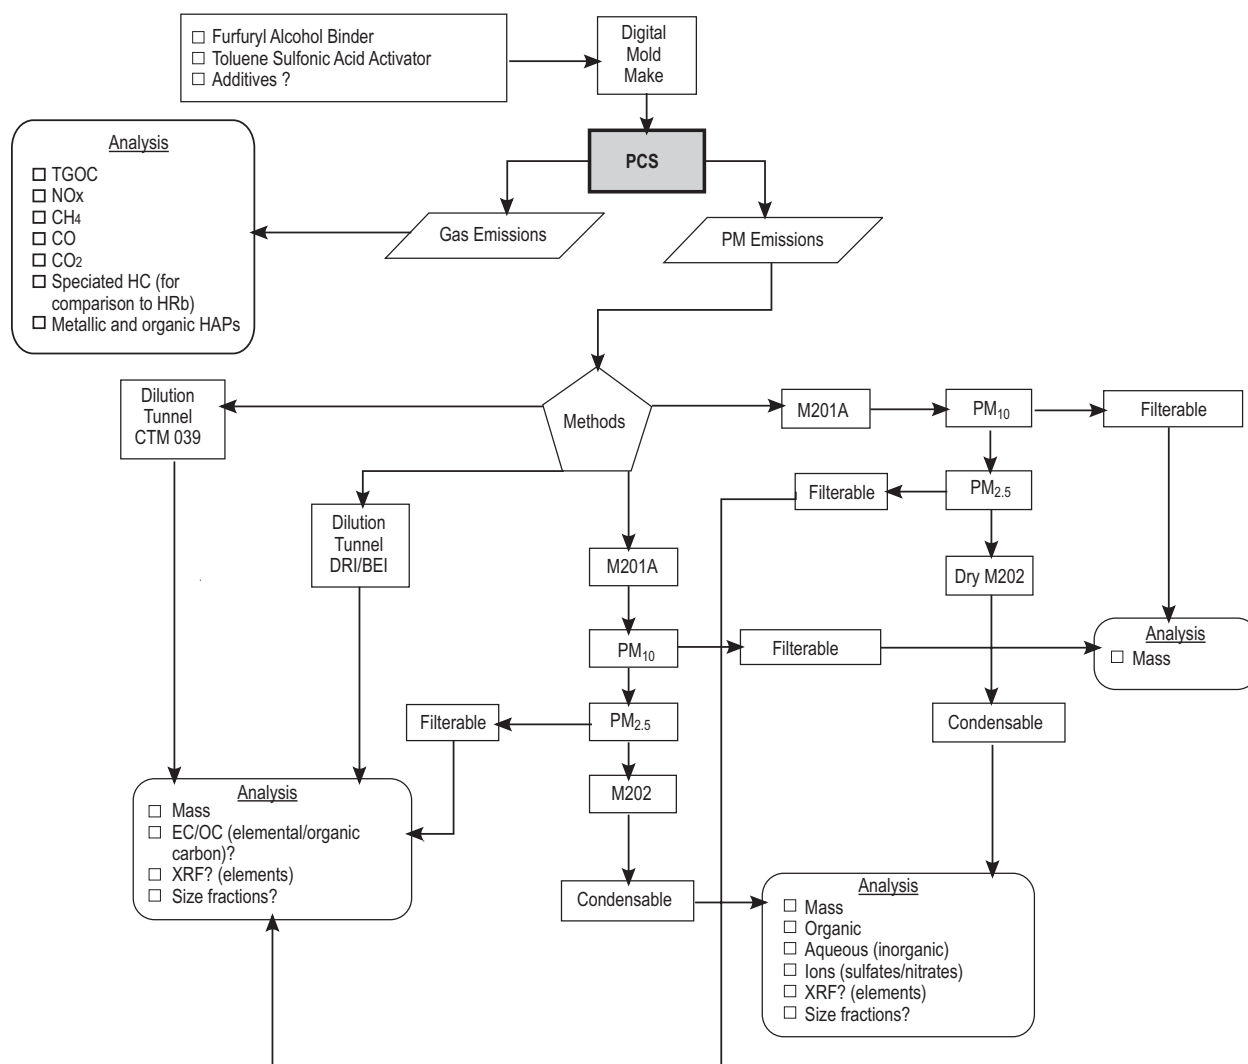 Furfuryl Alcohol Binder
Toluene Sulfonic Acid Activator
Additives ?
Digital
Mold
Make
Analysis
TGOC
NOx
CH4
CO
CO2
Speciated HC (for
comparison to HRb)
Metallic and organic HAPs
PCS
Gas Emissions
PM Emissions
Dilution
Tunnel
CTM 039
Methods
M201A
PM10
Filterable
Filterable
PM2.5
Dilution
Tunnel
DRI/BEI
M201A
Dry M202
PM10
Filterable
Analysis
Mass
Filterable
PM2.5
Condensable
M202
Analysis
Mass
EC/OC (elemental/organic
carbon)?
XRF? (elements)
Size fractions?
Condensable
Analysis
Mass
Organic
Aqueous (inorganic)
Ions (sulfates/nitrates)
XRF? (elements)
Size fractions?